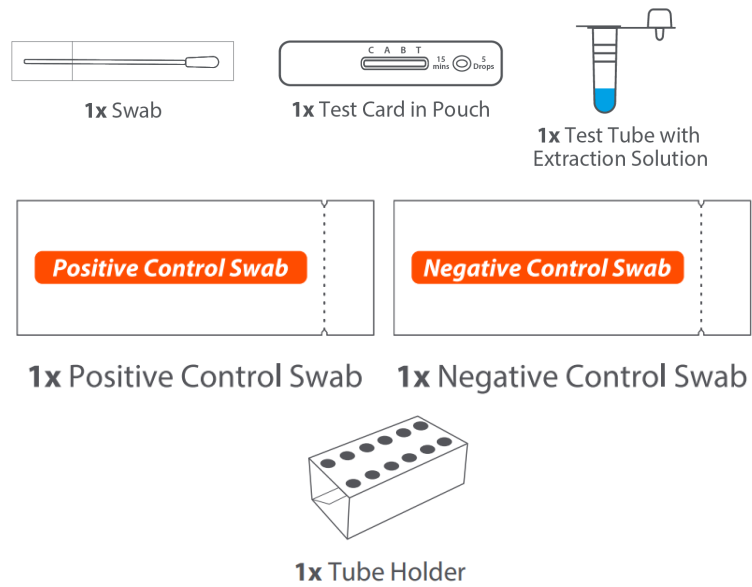 C A B T
15
mins
5
Drops
1x Swab
1x Test Card in Pouch
1x Test Tube with
Extraction Solution
Positive Control Swab
Negative Control Swab
1x Positive Control Swab
1x Negative Control Swab
1x Tube Holder